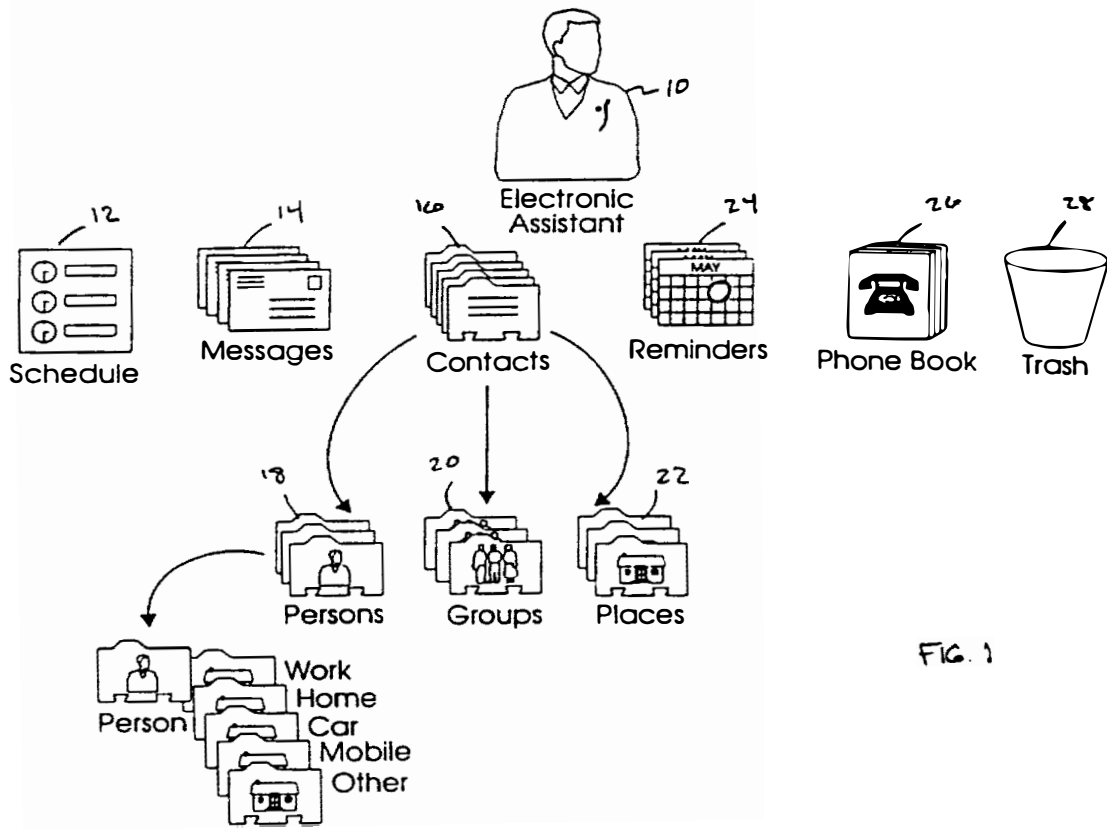 10
Electronic
Assistant
12
14
16
24
26
28
MAY
MAY
Schedule
Messages
Contacts
Reminders
Phone Book
Trash
18
20
22
Persons
Groups
Places
Person
Work
Home
Car
Mobile
Other
FIG. 1